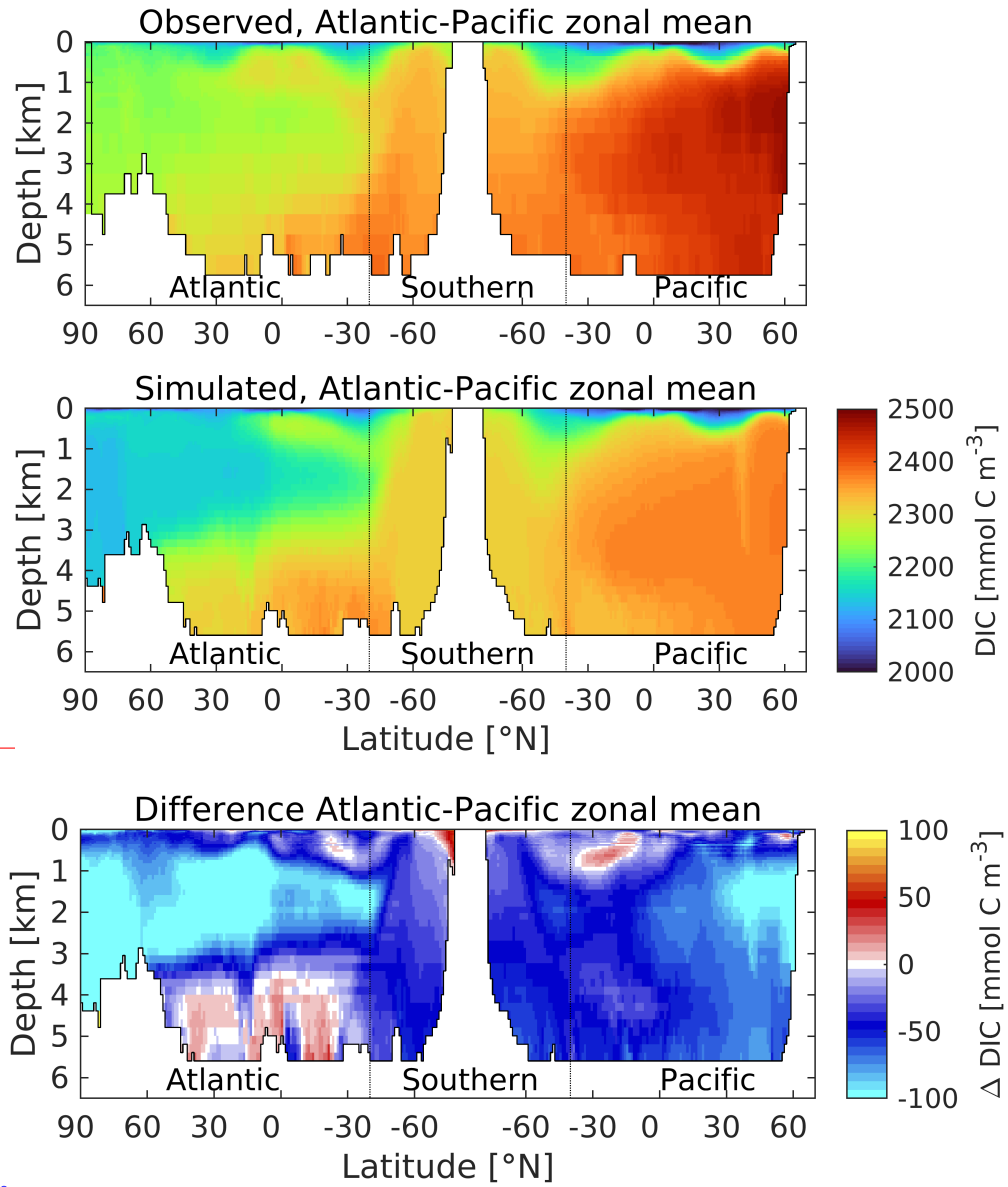 Observed, Atlantic-Pacific zonal mean
Depth [km]
0
1
2
3
4
5
6
Atlantic Southern Pacific
90 60 30 0 -30 -60 -60 -30 0 30 60
Simulated, Atlantic-Pacific zonal mean
Depth [km]
0
1
2
3
4
5
6
Atlantic Southern Pacific
90 60 30 0 -30 -60 -60 -30 0 30 60
Latitude [°N]
2500
2400
2300
2200
2100
2000
DIC [mmol C m-3]
Difference Atlantic-Pacific zonal mean
Depth [km]
0
1
2
3
4
5
6
Atlantic Southern Pacific
90 60 30 0 -30 -60 -60 -30 0 30 60
Latitude [°N]
100
50
0
-50
-100
Δ DIC [mmol C m-3]